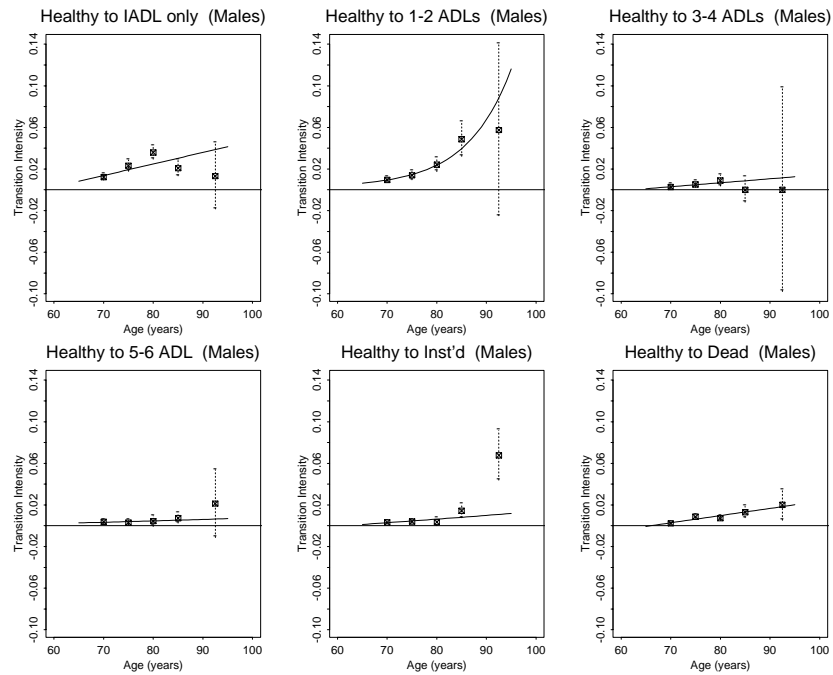 Healthy to IADL only (Males)
Healthy to 1-2 ADLs (Males)
Healthy to 3-4 ADLs (Males)
Transition Intensity
0.14
0.10
0.06
0.02
-0.02
-0.06
-0.10
60 70 80 90 100
Age (years)
Transition Intensity
0.14
0.10
0.06
0.02
-0.02
-0.06
-0.10
60 70 80 90 100
Age (years)
Transition Intensity
0.14
0.10
0.06
0.02
-0.02
-0.06
-0.10
60 70 80 90 100
Age (years)
Healthy to 5-6 ADL (Males)
Healthy to Inst'd (Males)
Healthy to Dead (Males)
Transition Intensity
0.14
0.10
0.06
0.02
-0.02
-0.06
-0.10
60 70 80 90 100
Age (years)
Transition Intensity
0.14
0.10
0.06
0.02
-0.02
-0.06
-0.10
60 70 80 90 100
Age (years)
Transition Intensity
0.14
0.10
0.06
0.02
-0.02
-0.06
-0.10
60 70 80 90 100
Age (years)